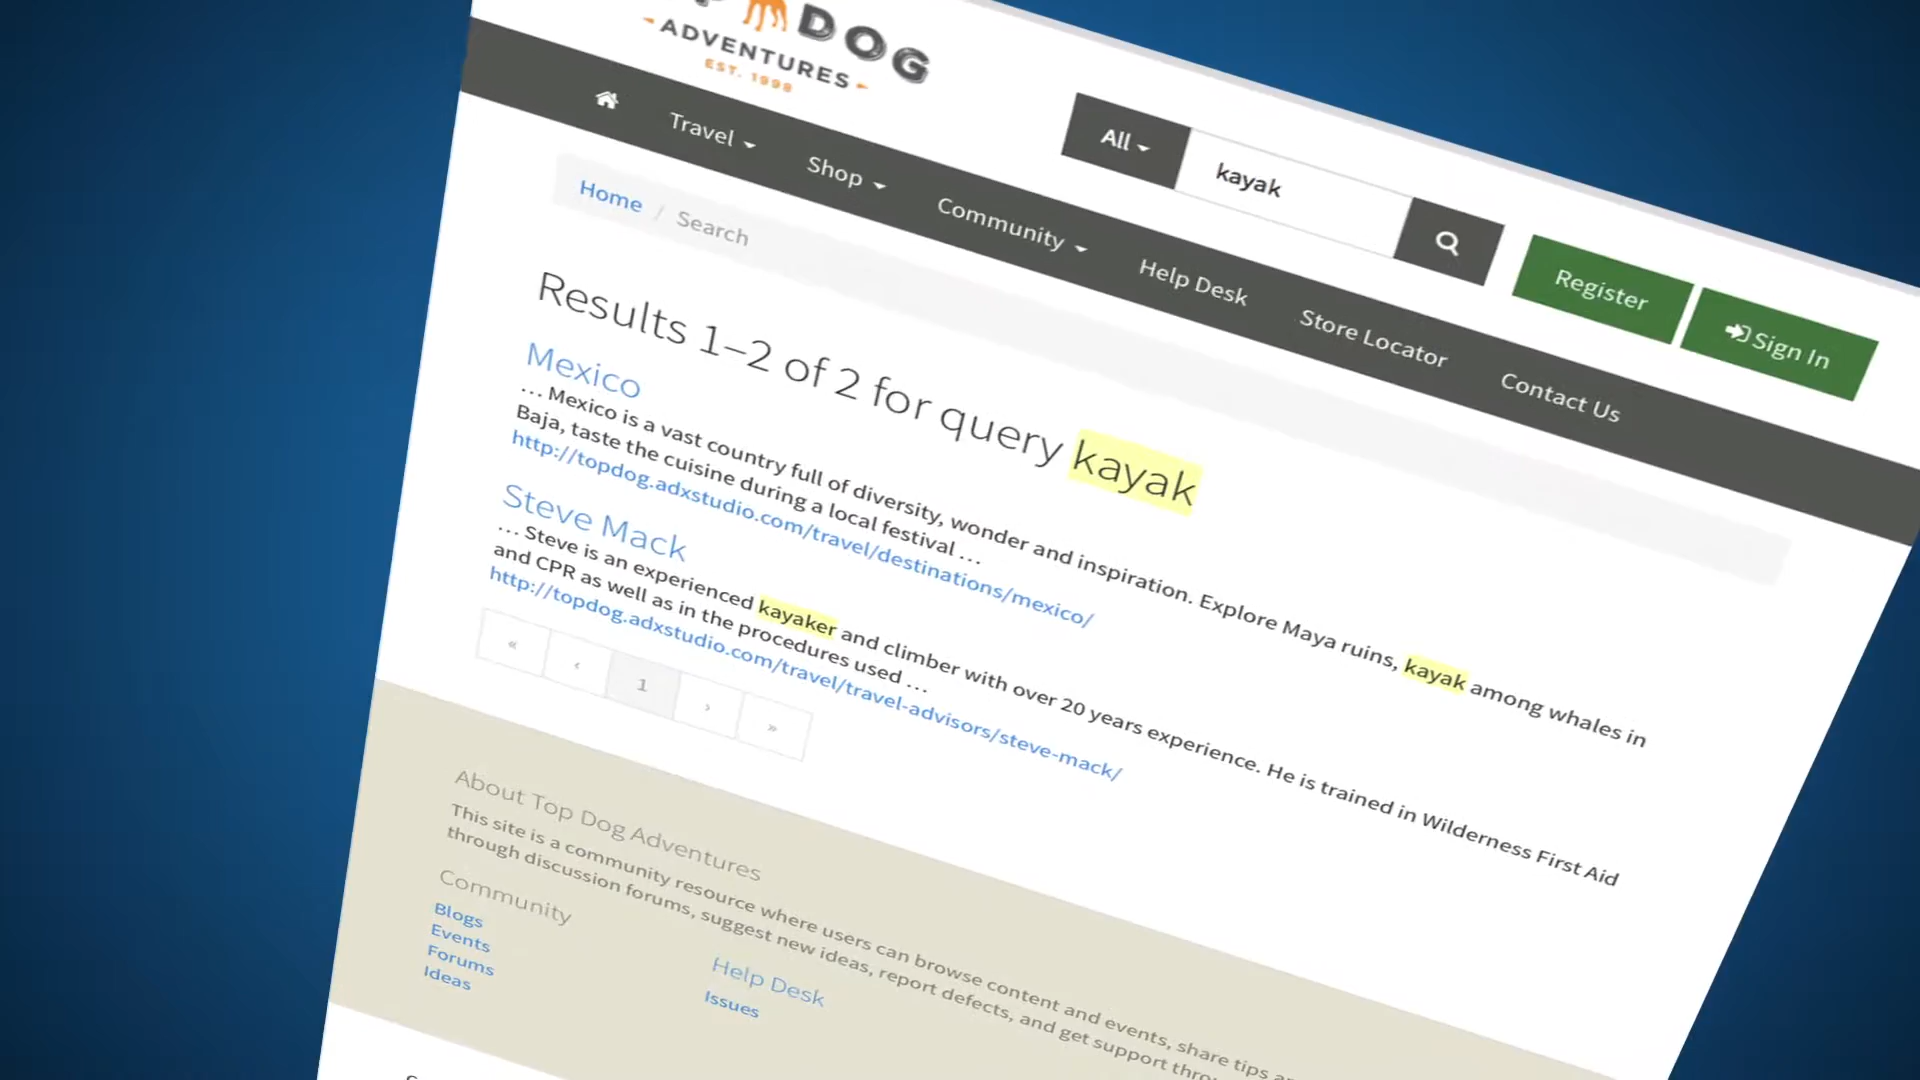 DOG
ADVENTURES
EST. 1998
All
kayak
Register
Sign In
Travel
Shop
Community
Help Desk
Store Locator
Contact Us
Home / Search
Results 1–2 of 2 for query kayak
Mexico
... Mexico is a vast country full of diversity, wonder and inspiration. Explore Maya ruins, kayak among whales in
Baja, taste the cuisine during a local festival ...
http://topdog.adxstudio.com/travel/destinations/mexico/
Steve Mack
... Steve is an experienced kayaker and climber with over 20 years experience. He is trained in Wilderness First Aid
and CPR as well as in the procedures used ...
http://topdog.adxstudio.com/travel/travel-advisors/steve-mack/
« ‹ 1 › »
About Top Dog Adventures
This site is a community resource where users can browse content and events, share tips
through discussion forums, suggest new ideas, report defects, and get support
Community
Blogs
Events
Forums
Ideas
Help Desk
Issues